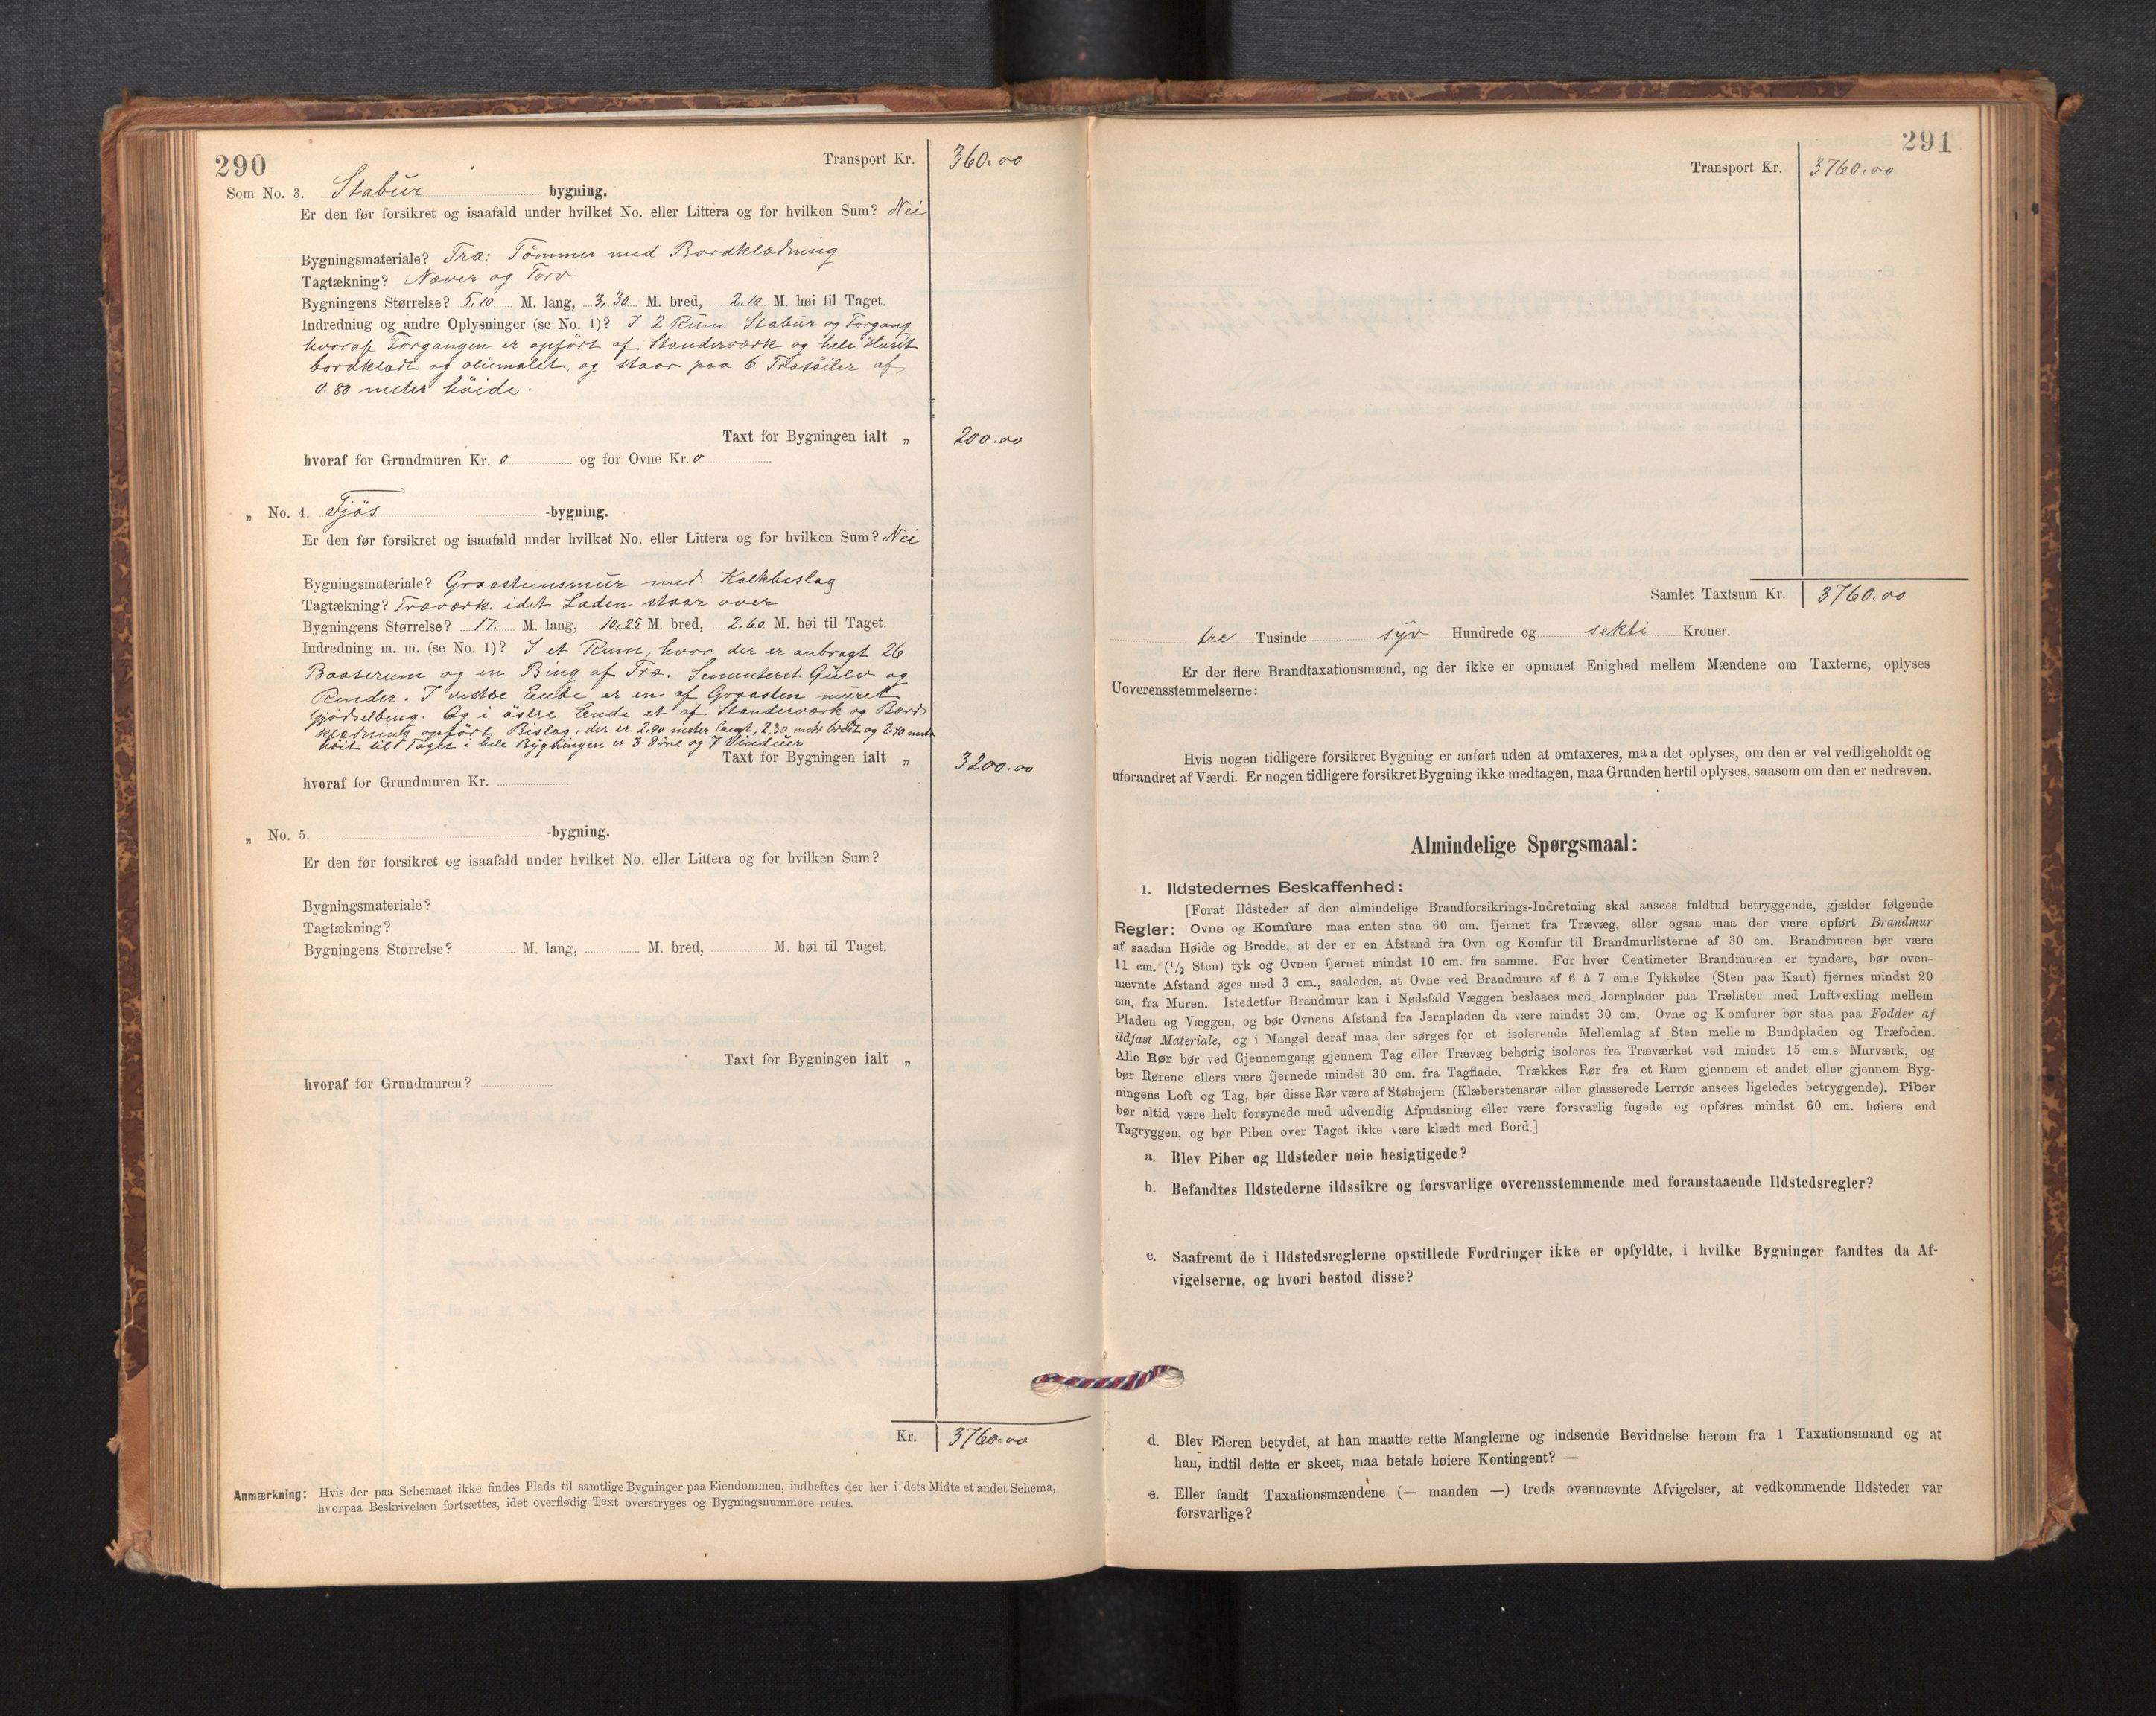 290
Transport Kr. 360.00
Som No. 3. Stabur bygning.
Er den før forsikret og isaafald under hvilket No. eller Littera og for hvilken Sum? Nei
Bygningsmateriale? Træ: Tømmer med Bordklædning
Tagtækning? Næver og Torv
Bygningens Størrelse? 5,10 M. lang, 3,30 M. bred, 2,10 M. høi til Taget.
Indredning og andre Oplysninger (se No. 1)? I 2 Rum Stabur og Forgang
hvoraf Forgangen er opført af Standerværk og hele Huset
bordklædt og oliemalet, og staar paa 6 Træsøiler af
0.80 meter höide.
Taxt for Bygningen ialt „ 200.00
hvoraf for Grundmuren Kr. 0 og for Ovne Kr. 0
„ No. 4. Fjös -bygning.
Er den før forsikret og isaafald under hvilket No. eller Littera og for hvilken Sum? Nei
Bygningsmateriale? Graasteensmur med Kalkbeslag
Tagtækning? Træværk. idet Laden staar over
Bygningens Størrelse? 17. M. lang, 10,25 M. bred, 2,60 M. høi til Taget.
Indredning m. m. (se No. 1)? I et Rum, hvor der er anbragt 26
Baaserum og en Bing af Træ. Sementeret Gulv og
Render. I vestre Ende er en af Graasten muret
Gjödselbing. Og i östre Ende et af Standerværk og Bord
klædning opført Bislag, der er 2,90 meter langt, 2,30 metr bredt og 2,40 meter
höit til Taget i hele Bygningen er 3 Döre og 7 Vinduer
Taxt for Bygningen ialt „ 3200.00
hvoraf for Grundmuren Kr.
„ No. 5. -bygning.
Er den før forsikret og isaafald under hvilket No. eller Littera og for hvilken Sum?
Bygningsmateriale?
Tagtækning?
Bygningens Størrelse? M. lang, M. bred, M. høi til Taget.
Taxt for Bygningen ialt „
hvoraf for Grundmuren?
Kr. 3760.00
Anmærkning: Hvis der paa Schemaet ikke findes Plads til samtlige Bygninger paa Eiendommen, indheftes der her i dets Midte et andet Schema,
hvorpaa Beskrivelsen fortsættes, idet overflødig Text overstryges og Bygningsnummere rettes.
291
Transport Kr. 3760.00
Samlet Taxtsum Kr. 3760.00
tre Tusinde syv Hundrede og seksti Kroner.
Er der flere Brandtaxationsmænd, og der ikke er opnaaet Enighed mellem Mændene om Taxterne, oplyses
Uoverensstemmelserne:
Hvis nogen tidligere forsikret Bygning er anført uden at omtaxeres, maa det oplyses, om den er vel vedligeholdt og
uforandret af Værdi. Er nogen tidligere forsikret Bygning ikke medtagen, maa Grunden hertil oplyses, saasom om den er nedreven.
Almindelige Spørgsmaal:
1. Ildstedernes Beskaffenhed:
[Forat Ildsteder af den almindelige Brandforsikrings-Indretning skal ansees fuldtud betryggende, gjælder følgende
Regler: Ovne og Komfure maa enten staa 60 cm. fjernet fra Trævæg, eller ogsaa maa der være opført Brandmur
af saadan Høide og Bredde, at der er en Afstand fra Ovn og Komfur til Brandmurlisterne af 30 cm. Brandmuren bør være
11 cm. (1/2 Sten) tyk og Ovnen fjernet mindst 10 cm. fra samme. For hver Centimeter Brandmuren er tyndere, bør oven-
nævnte Afstand øges med 3 cm., saaledes, at Ovne ved Brandmure af 6 à 7 cm.s Tykkelse (Sten paa Kant) fjernes mindst 20
cm. fra Muren. Istedetfor Brandmur kan i Nødsfald Væggen beslaaes med Jernplader paa Trælister med Luftvexling mellem
Pladen og Væggen, og bør Ovnens Afstand fra Jernpladen da være mindst 30 cm. Ovne og Komfurer bør staa paa Fødder af
ildfast Materiale, og i Mangel deraf maa der sørges for et isolerende Mellemlag af Sten mellem Bundpladen og Træfoden.
Alle Rør bør ved Gjennemgang gjennem Tag eller Trævæg behørig isoleres fra Træværket ved mindst 15 cm.s Murværk, og
bør Rørene ellers være fjernede mindst 30 cm. fra Tagflade. Trækkes Rør fra et Rum gjennem et andet eller gjennem Byg-
ningens Loft og Tag, bør disse Rør være af Støbejern (Klæberstensrør eller glasserede Lerrør ansees ligeledes betryggende). Piber
bør altid være helt forsynede med udvendig Afpudsning eller være forsvarlig fugede og opføres mindst 60 cm. høiere end
Tagryggen, og bør Piben over Taget ikke være klædt med Bord.]
a. Blev Piber og Ildsteder nøie besigtigede?
b. Befandtes Ildstederne ildssikre og forsvarlige overensstemmende med foranstaaende Ildstedsregler?
c. Saafremt de i Ildstedsreglerne opstillede Fordringer ikke er opfyldte, i hvilke Bygninger fandtes da Af-
vigelserne, og hvori bestod disse?
d. Blev Eieren betydet, at han maatte rette Manglerne og indsende Bevidnelse herom fra 1 Taxationsmand og at
han, indtil dette er skeet, maa betale høiere Kontingent? —
e. Eller fandt Taxationsmændene (— manden —) trods ovennævnte Afvigelser, at vedkommende Ildsteder var
forsvarlige?